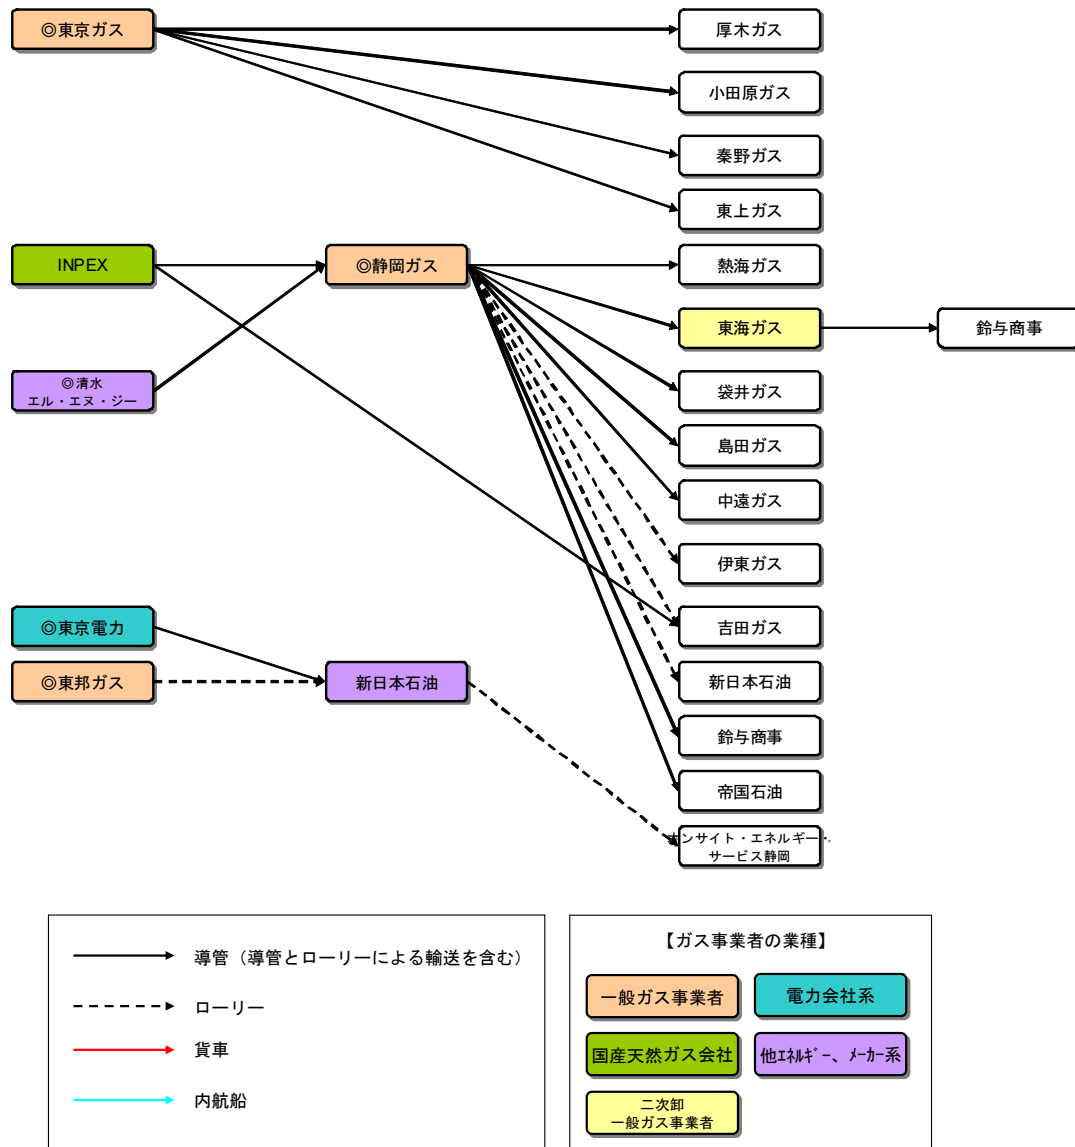 ◎東京ガス
厚木ガス
小田原ガス
秦野ガス
東上ガス
INPEX
◎静岡ガス
熱海ガス
東海ガス
鈴与商事
◎清水
エル・エヌ・ジー
袋井ガス
島田ガス
中遠ガス
伊東ガス
◎東京電力
吉田ガス
◎東邦ガス
新日本石油
新日本石油
鈴与商事
帝国石油
オンサイト・エネルギー・
サービス静岡
導管（導管とローリーによる輸送を含む）
ローリー
貨車
内航船
【ガス事業者の業種】
一般ガス事業者
電力会社系
国産天然ガス会社
他ｴﾈﾙｷﾞｰ、ﾒｰｶｰ系
二次卸
一般ガス事業者